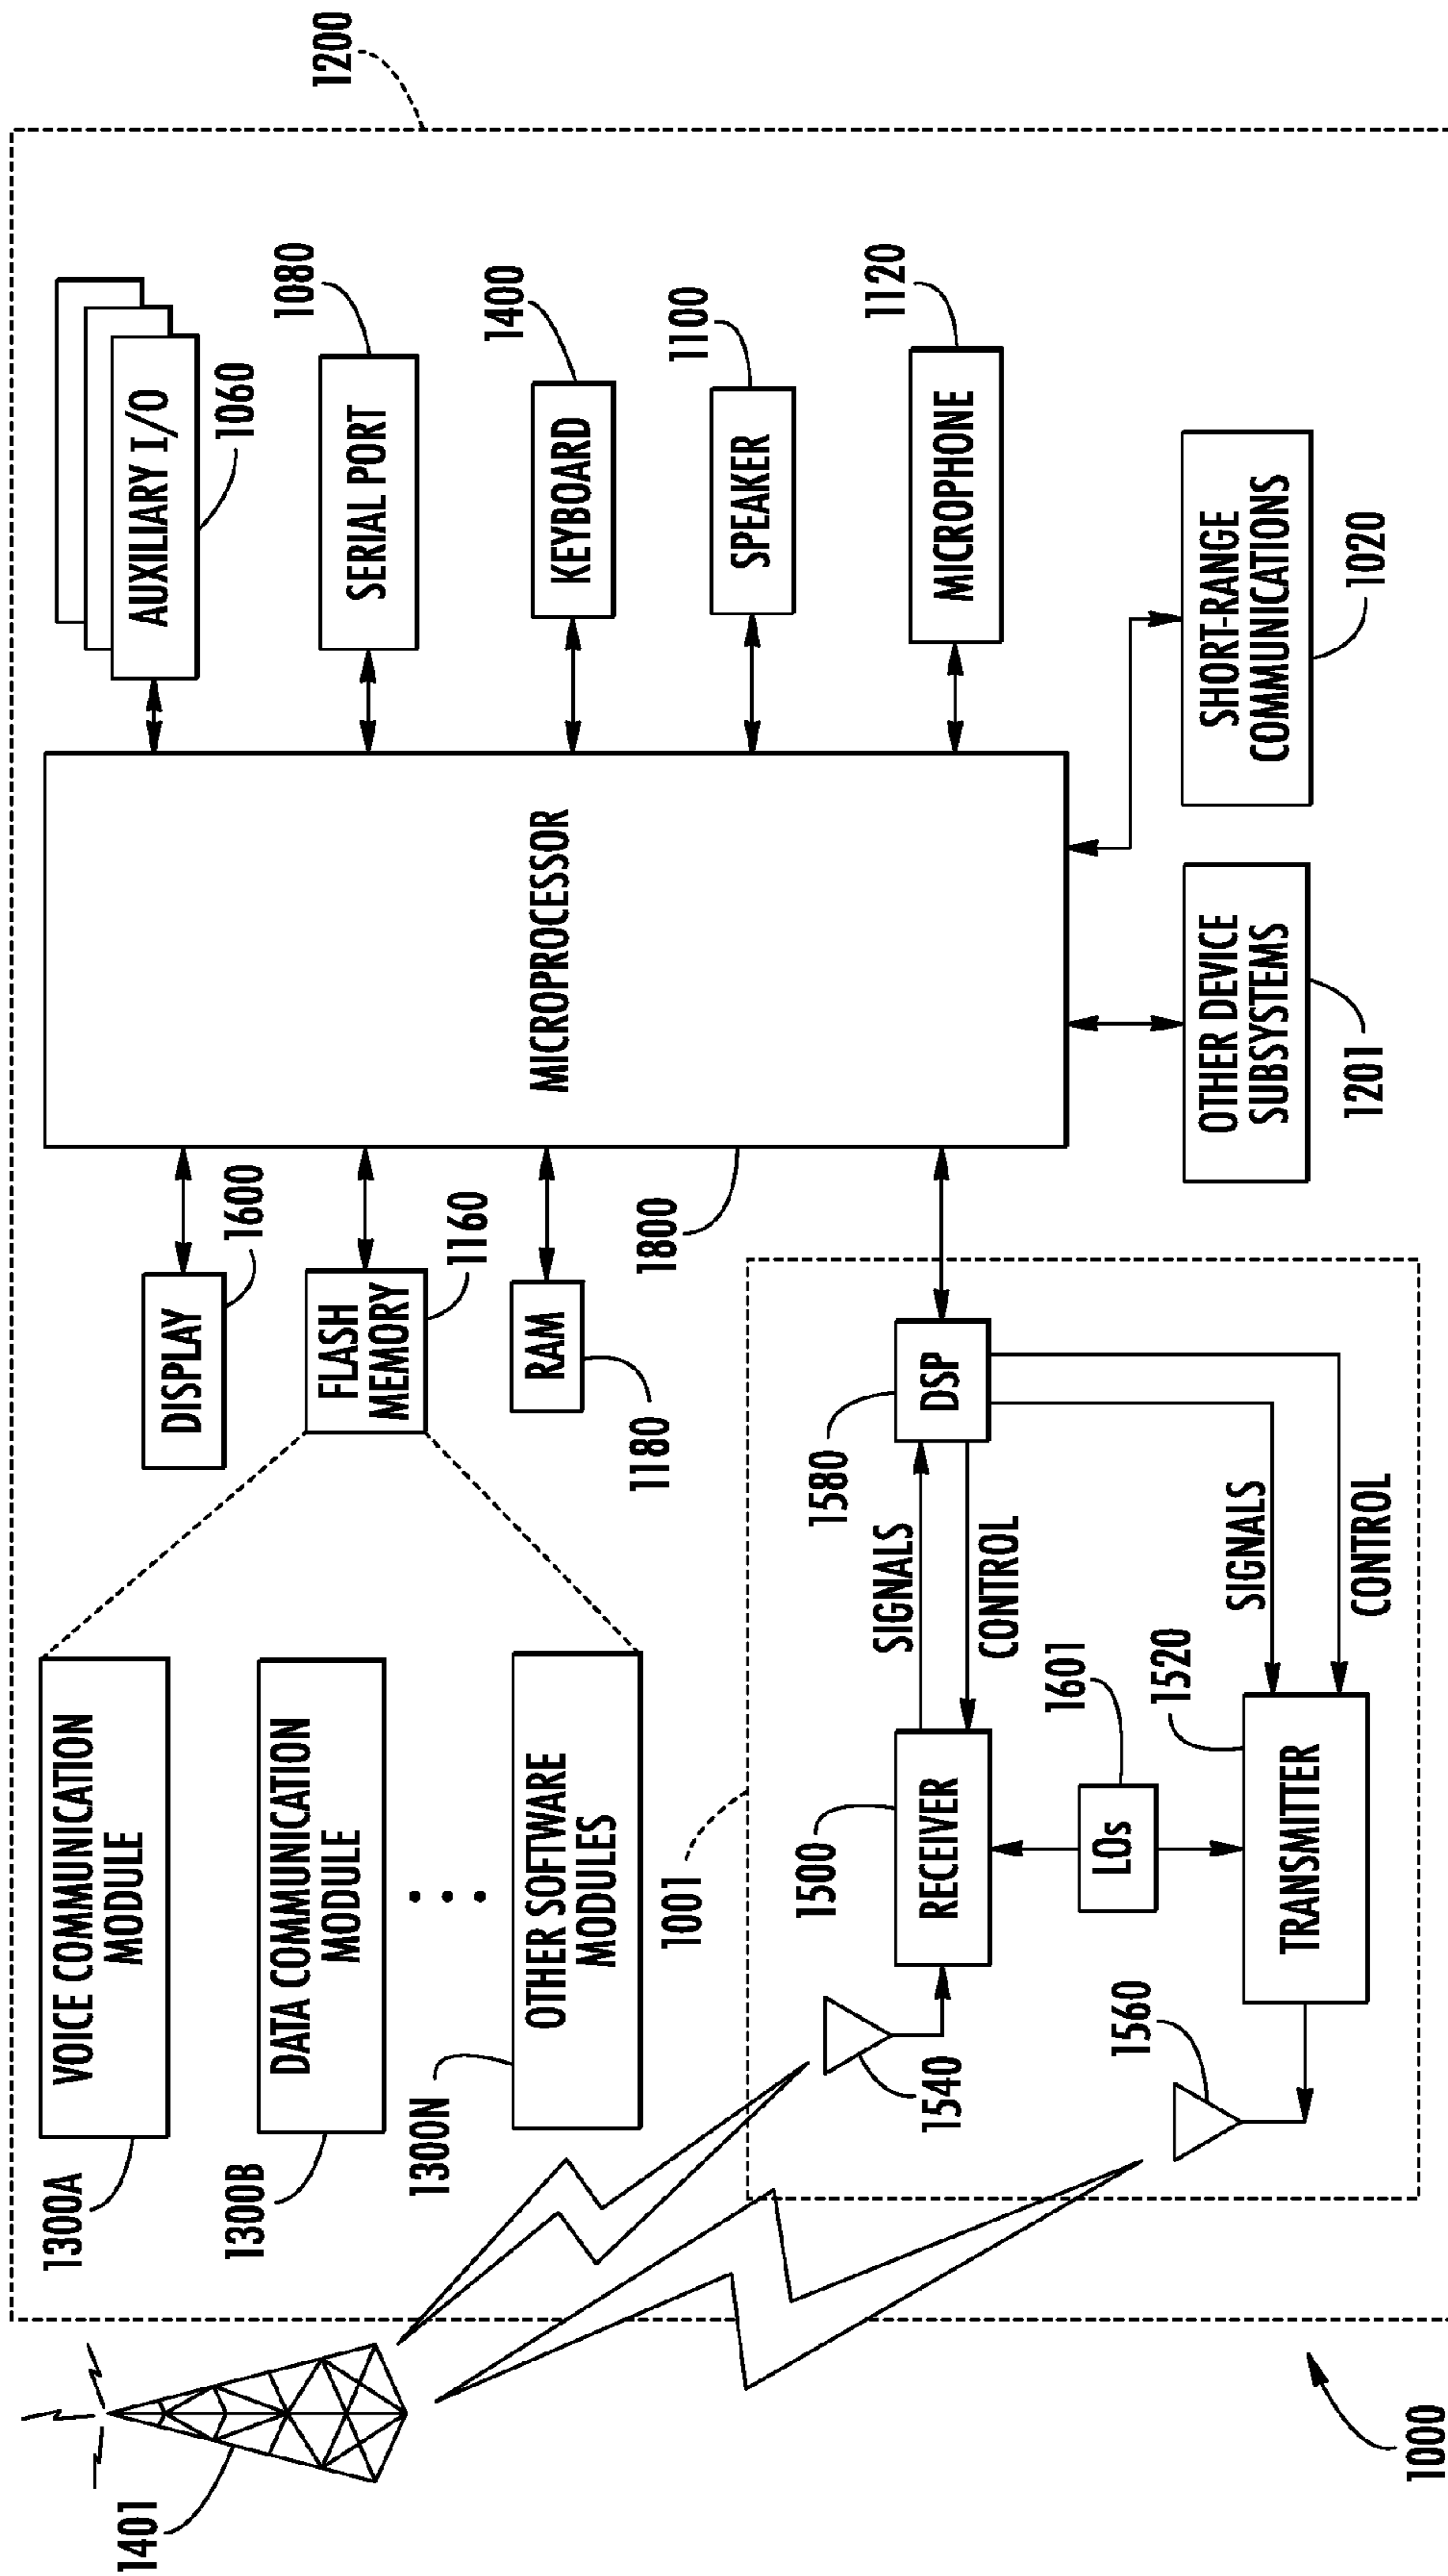 1401
1300A
VOICE COMMUNICATION
MODULE
1300B
DATA COMMUNICATION
MODULE
1300N
OTHER SOFTWARE
MODULES
DISPLAY
1600
FLASH
MEMORY
1160
RAM
1180
1800
MICROPROCESSOR
AUXILIARY I/O
1060
SERIAL PORT
1080
KEYBOARD
1400
SPEAKER
1100
MICROPHONE
1120
1200
1001
1540
1500
RECEIVER
SIGNALS
CONTROL
1580
DSP
LOs
1601
1560
TRANSMITTER
1520
SIGNALS
CONTROL
OTHER DEVICE
SUBSYSTEMS
1201
SHORT-RANGE
COMMUNICATIONS
1020
1000